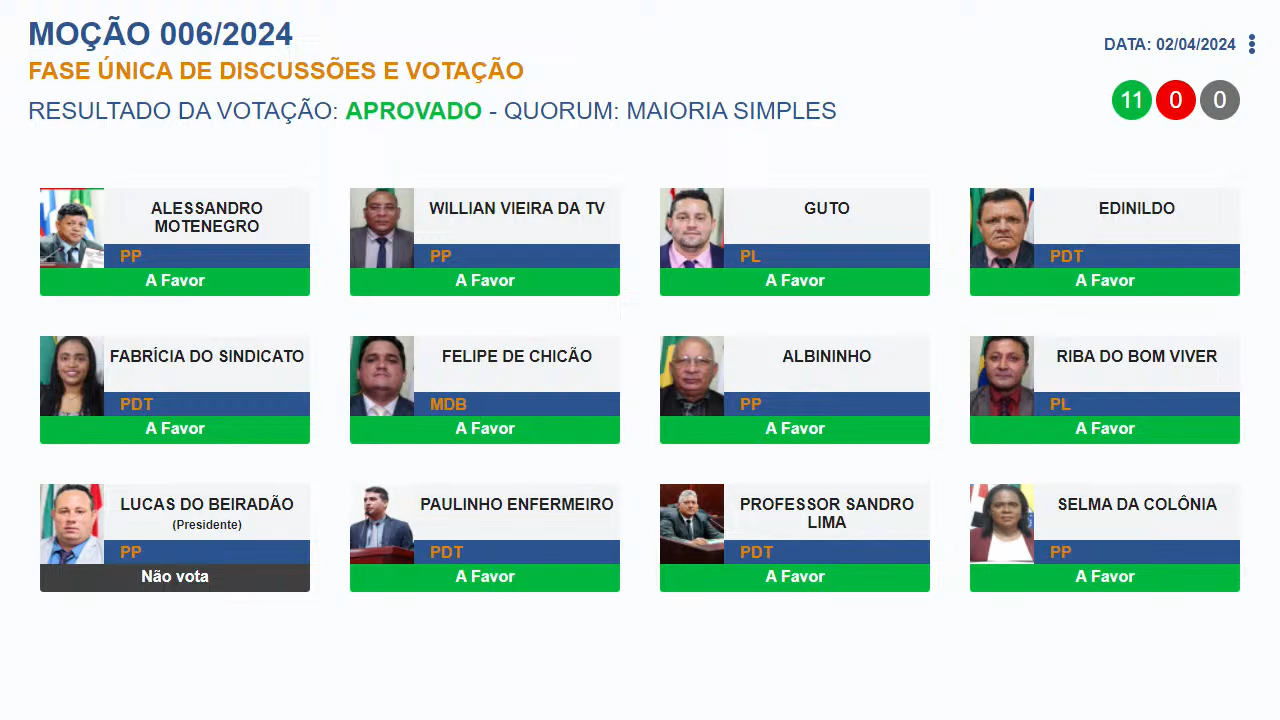 MOÇÃO 006/2024
DATA: 02/04/2024
FASE ÚNICA DE DISCUSSÕES E VOTAÇÃO
RESULTADO DA VOTAÇÃO: APROVADO - QUORUM: MAIORIA SIMPLES
11 0 0
ALESSANDRO
MOTENEGRO
PP
A Favor
WILLIAN VIEIRA DA TV
PP
A Favor
GUTO
PL
A Favor
EDINILDO
PDT
A Favor
FABRÍCIA DO SINDICATO
PDT
A Favor
FELIPE DE CHICÃO
MDB
A Favor
ALBININHO
PP
A Favor
RIBA DO BOM VIVER
PL
A Favor
LUCAS DO BEIRADÃO
(Presidente)
PP
Não vota
PAULINHO ENFERMEIRO
PDT
A Favor
PROFESSOR SANDRO
LIMA
PDT
A Favor
SELMA DA COLÔNIA
PP
A Favor